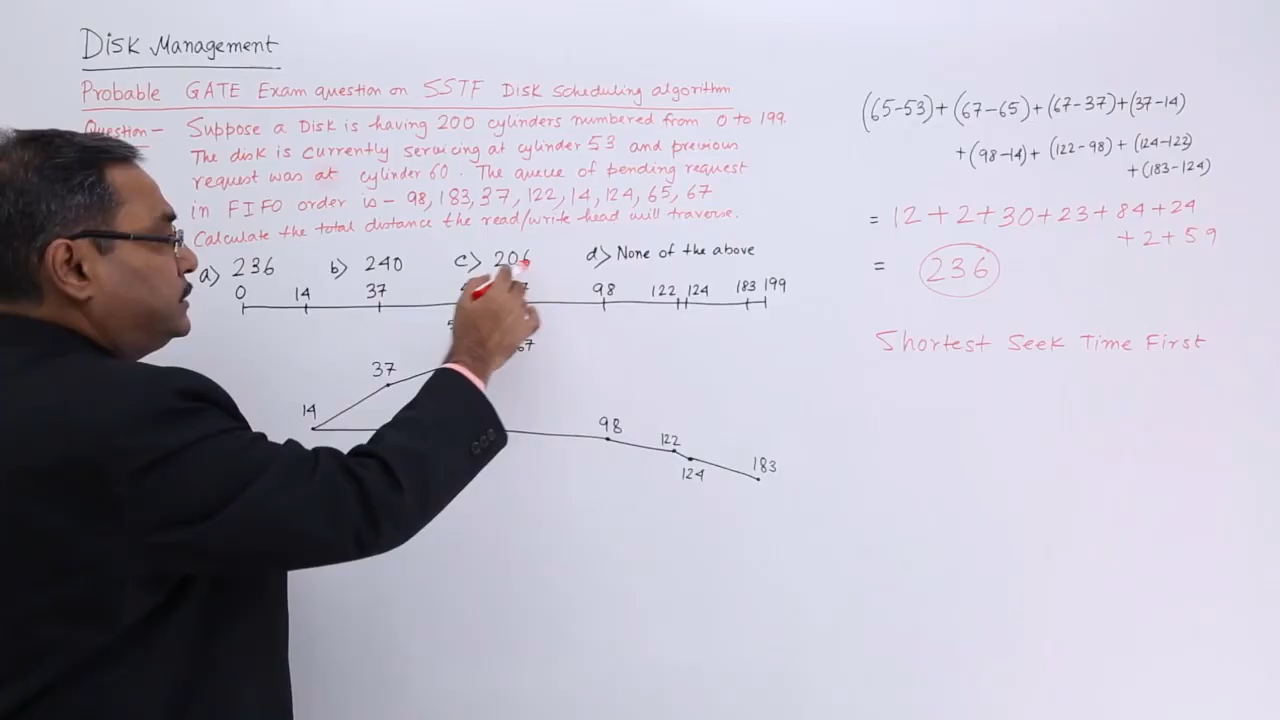 Disk Management
Probable GATE Exam question on SSTF Disk Scheduling algorithm
Question - Suppose a Disk is having 200 cylinders numbered from 0 to 199.
The disk is currently servicing at cylinder 53 and previous
request was at cylinder 60. The queue of pending request
in FIFO order is - 98, 183, 37, 122, 14, 124, 65, 67
Calculate the total distance the read/write head will traverse.
a) 236 b) 240 c) 206 d) None of the above
0 14 37 98 122 124 183 199
67
37
14
98
122
124
183
(65-53)+(67-65)+(67-37)+(37-14)
+(98-14)+(122-98)+(124-122)
+(183-124)
= 12+2+30+23+84+24
+2+59
= 236
Shortest Seek Time First